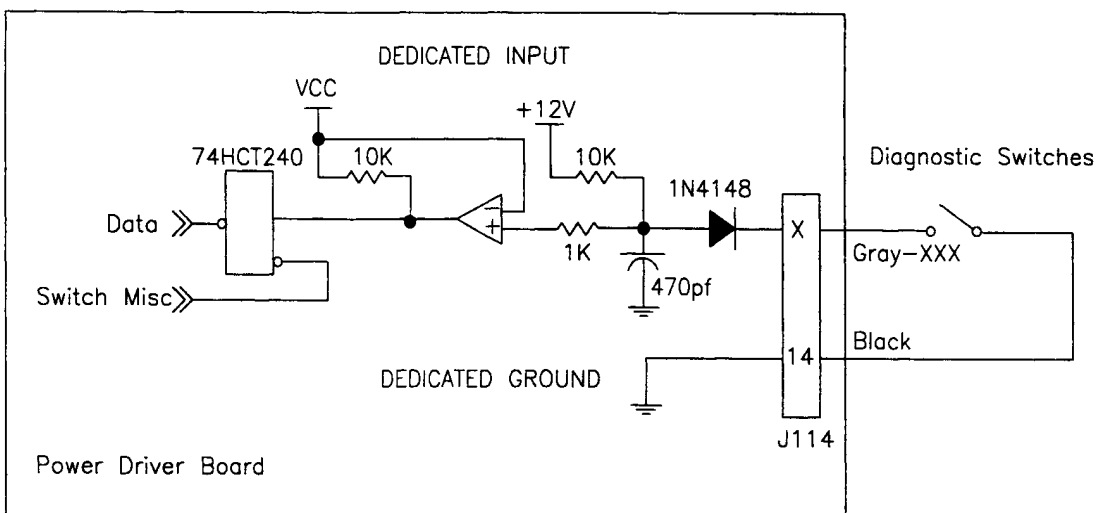 DEDICATED INPUT
VCC
+12V
74HCT240
10K
10K
Diagnostic Switches
1N4148
Data
X
1K
Gray-XXX
470pf
Switch Misc
Black
14
DEDICATED GROUND
J114
Power Driver Board